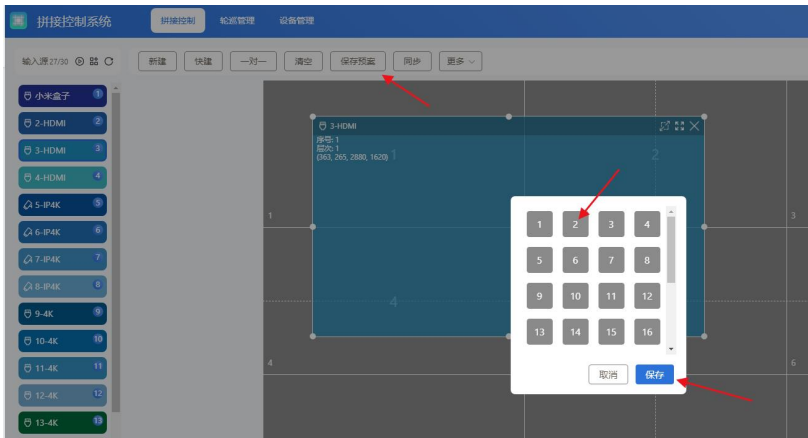 拼接控制系统 拼接控制 轮巡管理 设备管理
输入源 27/30 新建 快建 一对一 清空 保存预案 同步 更多
小米盒子 1
2-HDMI 2
3-HDMI 3
4-HDMI 4
5-IP4K 5
6-IP4K 6
7-IP4K 7
8-IP4K 8
9-4K 9
10-4K 10
11-4K 11
12-4K 12
13-4K 13
3-HDMI
序号: 1
层次: 1
(363, 265, 2880, 1620)
1 2
1 3
4
4 6
1 2 3 4
5 6 7 8
9 10 11 12
13 14 15 16
取消 保存